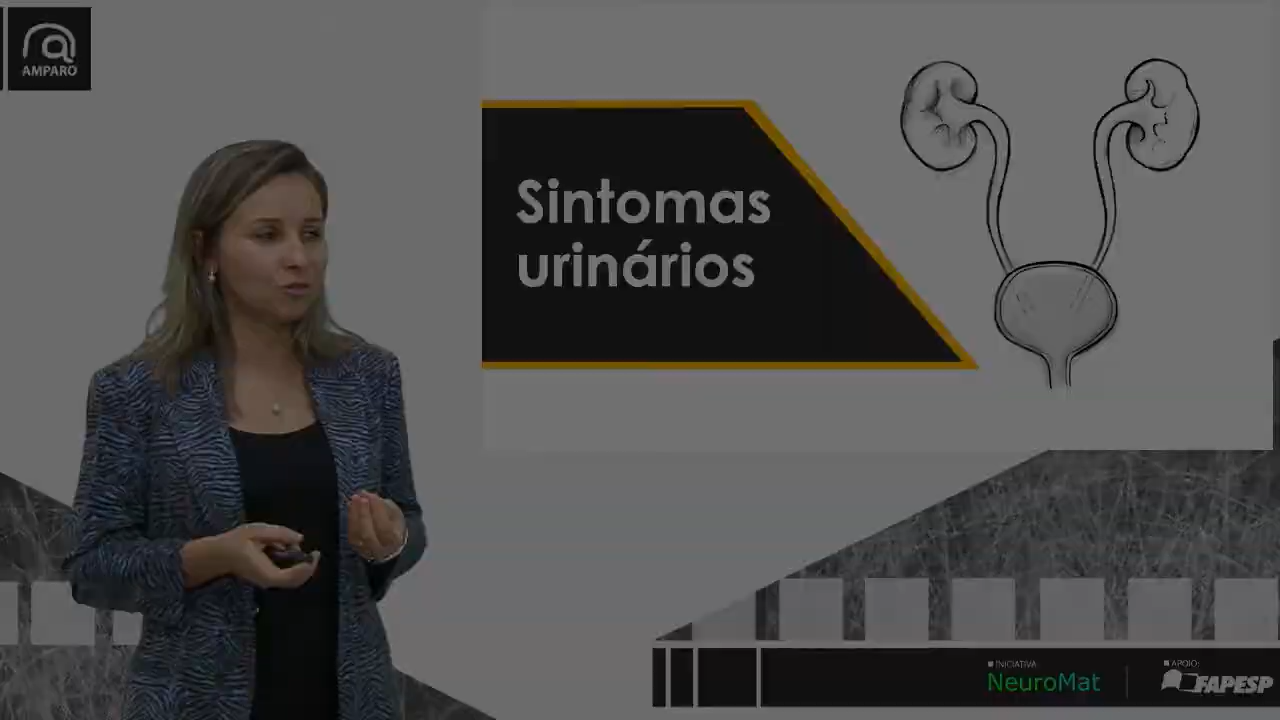 AMPARO
Sintomas
urinários
INICIATIVA
NeuroMat
APOIO:
FAPESP